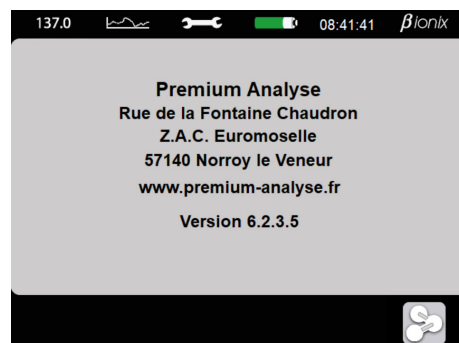 137.0 08:41:41 βionix
Premium Analyse
Rue de la Fontaine Chaudron
Z.A.C. Euromoselle
57140 Norroy le Veneur
www.premium-analyse.fr
Version 6.2.3.5